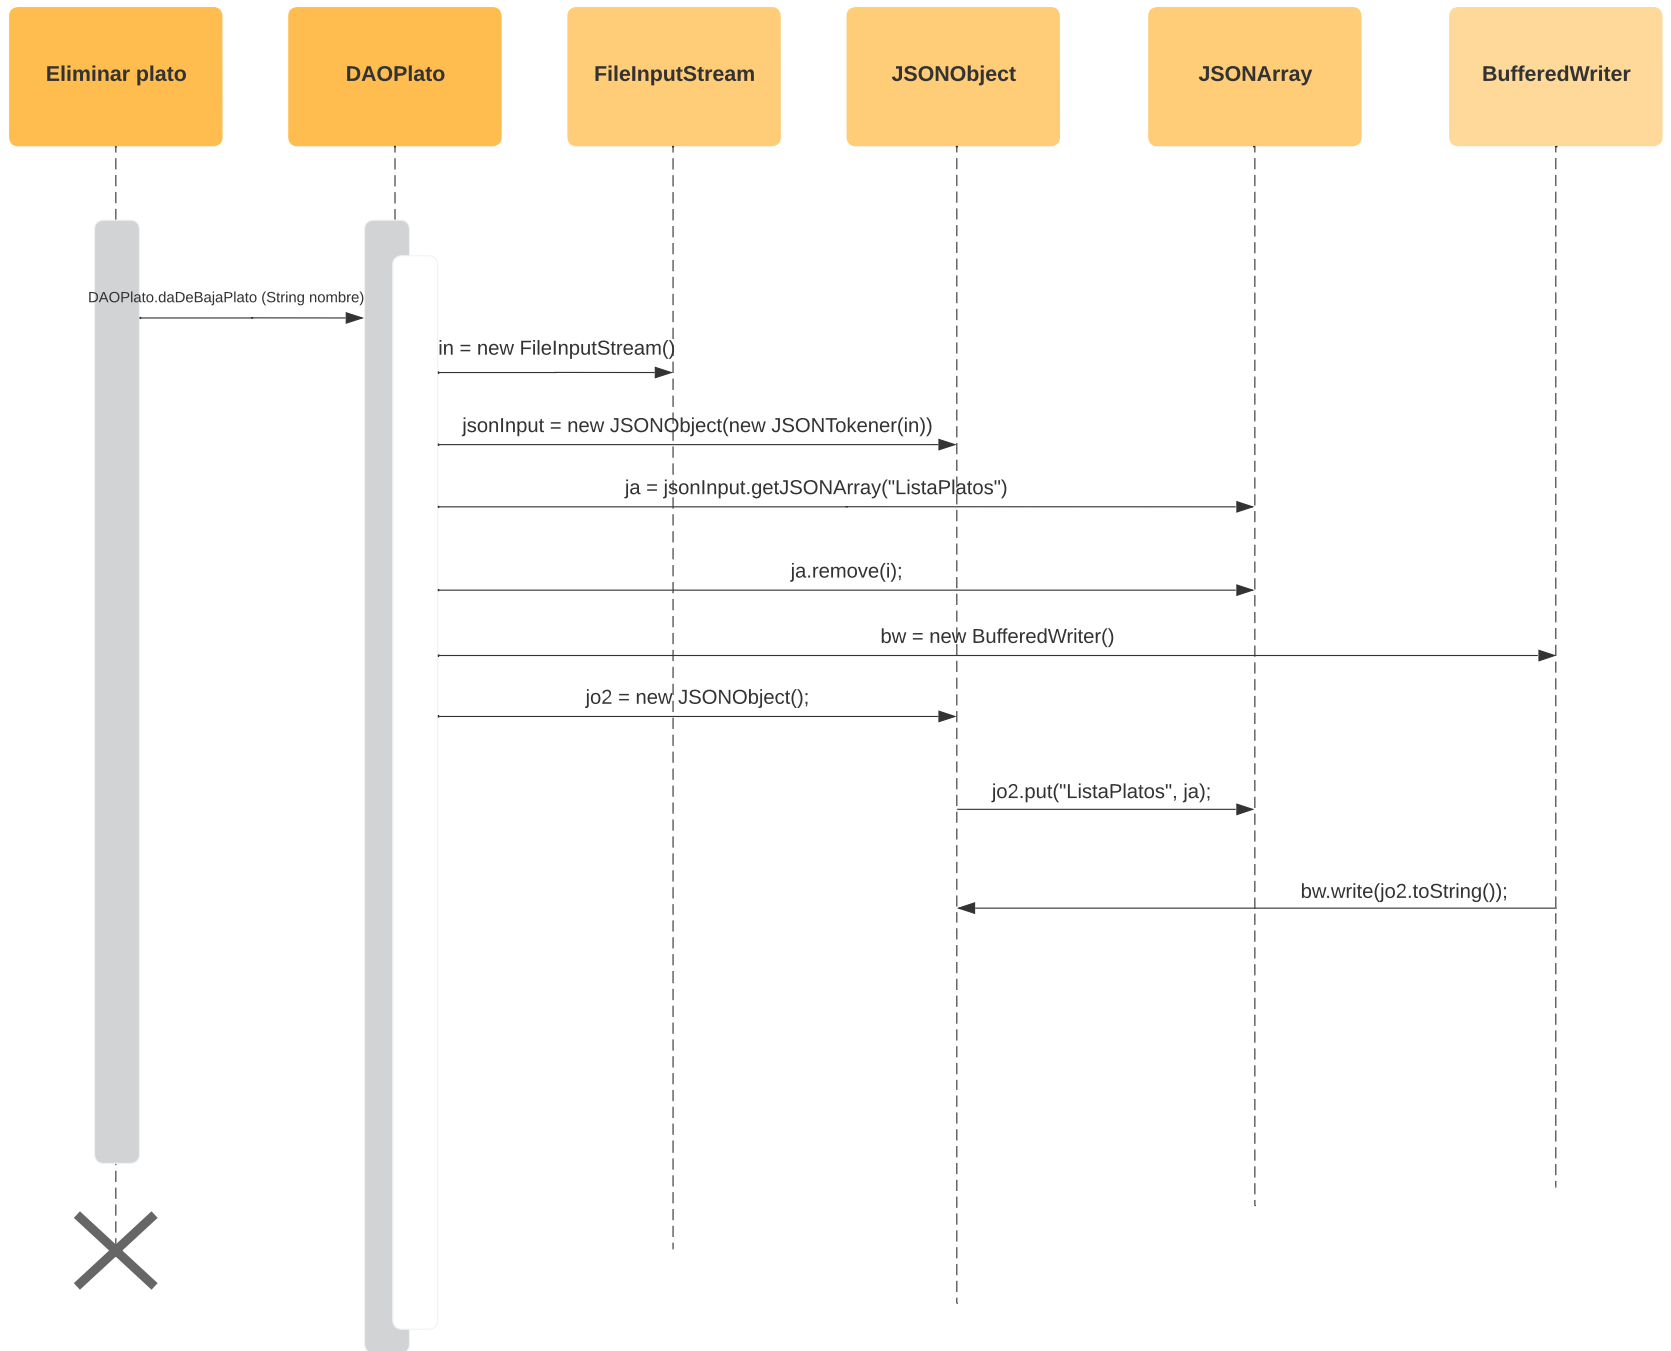 Eliminar plato
DAOPlato
FileInputStream
JSONObject
JSONArray
BufferedWriter
DAOPlato.daDeBajaPlato (String nombre)
in = new FileInputStream()
jsonInput = new JSONObject(new JSONTokener(in))
ja = jsonInput.getJSONArray("ListaPlatos")
ja.remove(i);
bw = new BufferedWriter()
jo2 = new JSONObject();
jo2.put("ListaPlatos", ja);
bw.write(jo2.toString());